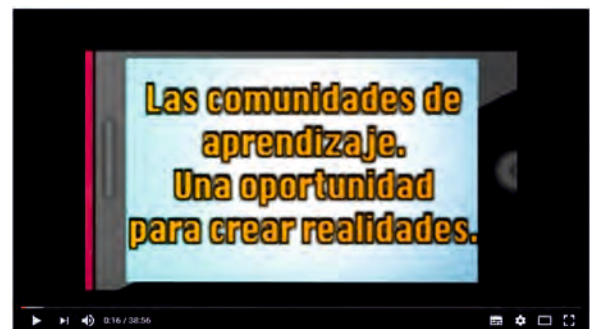 Las comunidades de
aprendizaje.
Una oportunidad
para crear realidades.
0:16 / 38:56